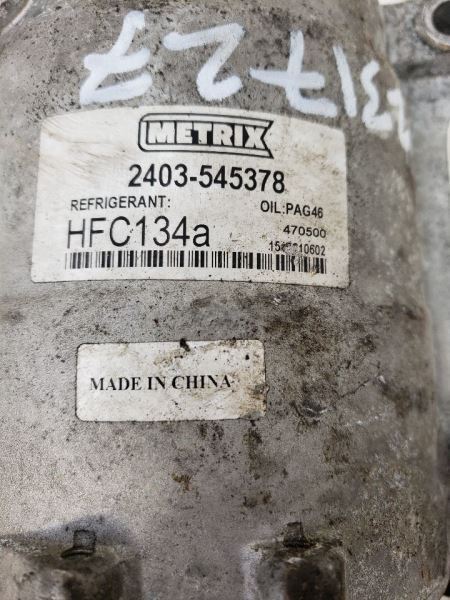 METRIX
2403-545378
REFRIGERANT:
OIL:PAG46
HFC134a
470500
MADE IN CHINA